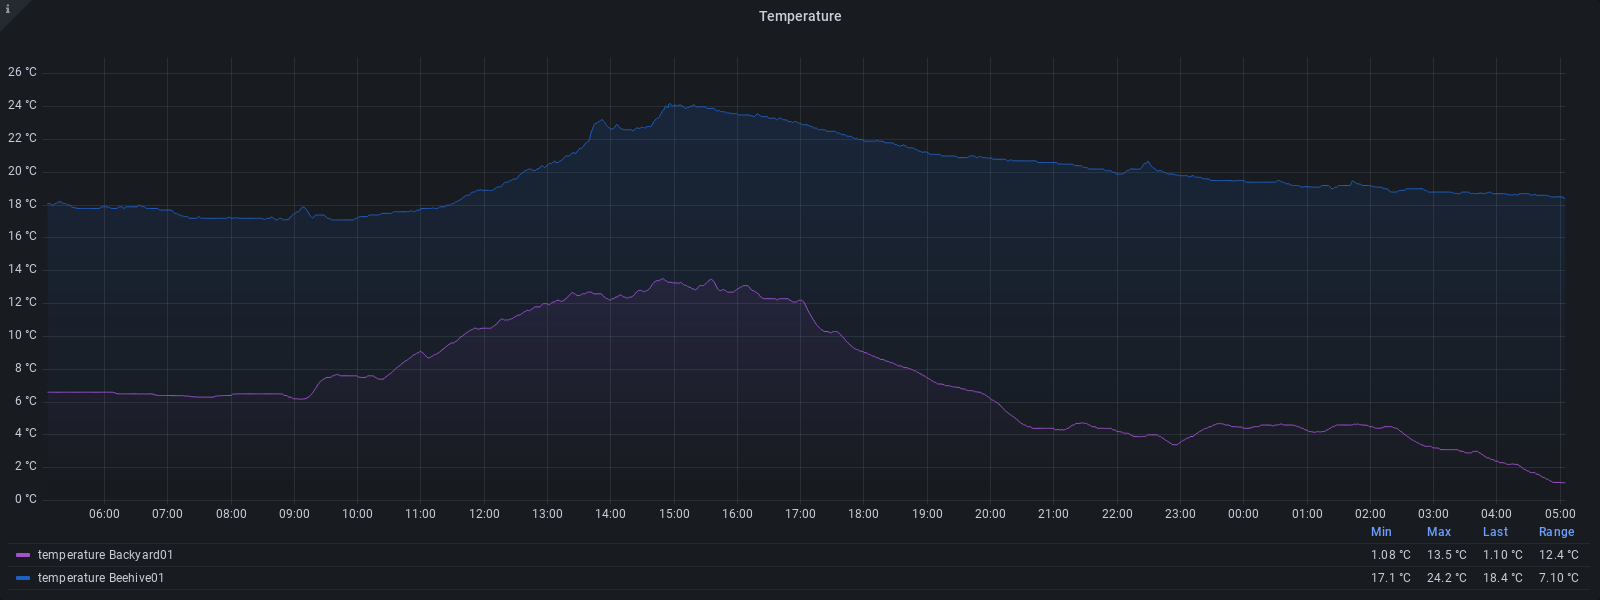 i
Temperature
26 °C
24 °C
22 °C
20 °C
18 °C
16 °C
14 °C
12 °C
10 °C
8 °C
6 °C
4 °C
2 °C
0 °C
06:00 07:00 08:00 09:00 10:00 11:00 12:00 13:00 14:00 15:00 16:00 17:00 18:00 19:00 20:00 21:00 22:00 23:00 00:00 01:00 02:00 03:00 04:00 05:00
Min Max Last Range
temperature Backyard01 1.08 °C 13.5 °C 1.10 °C 12.4 °C
temperature Beehive01 17.1 °C 24.2 °C 18.4 °C 7.10 °C